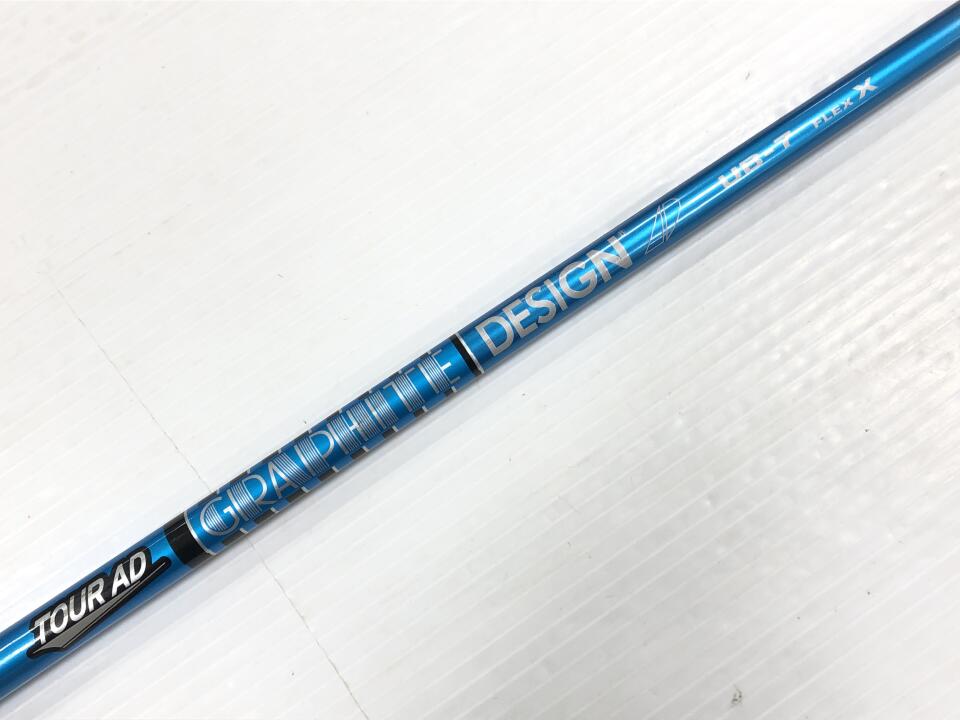 TOUR AD
GRAPHITE DESIGN
UB-7 FLEX X